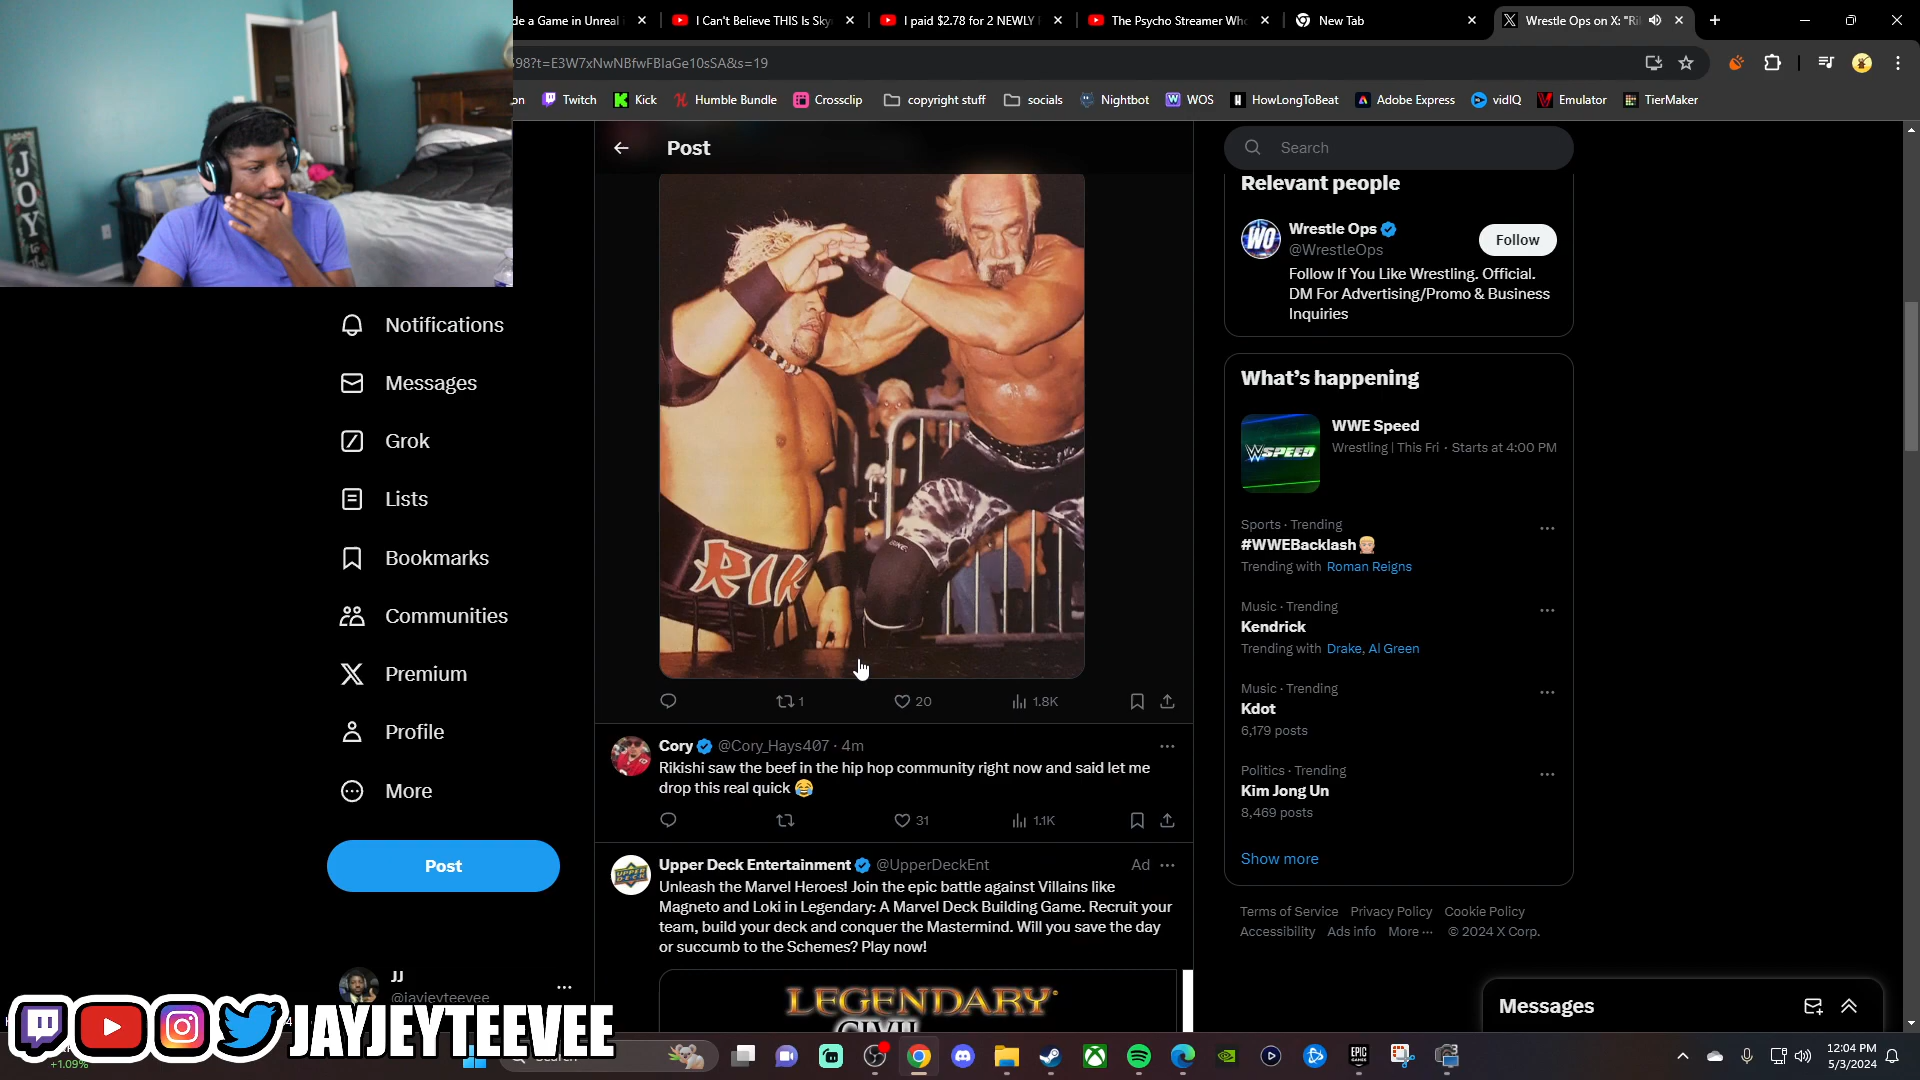 de a Game in Unreal
I Can't Believe THIS Is Sky
I paid $2.78 for 2 NEWLY
The Psycho Streamer Who
New Tab
Wrestle Ops on X: "Ri
98?t=E3W7xNwNBfwFBlaGe10sSA&s=19
on
Twitch
Kick
Humble Bundle
Crossclip
copyright stuff
socials
Nightbot
WOS
HowLongToBeat
Adobe Express
vidIQ
Emulator
TierMaker
JOY
Notifications
Messages
Grok
Lists
Bookmarks
Communities
Premium
Profile
More
Post
JJ
@jayjeyteevee
Post
RIK
1
20
1.8K
Cory @Cory_Hays407 · 4m
Rikishi saw the beef in the hip hop community right now and said let me
drop this real quick 😂
31
1.1K
UPPER DECK
Upper Deck Entertainment @UpperDeckEnt
Ad
Unleash the Marvel Heroes! Join the epic battle against Villains like
Magneto and Loki in Legendary: A Marvel Deck Building Game. Recruit your
team, build your deck and conquer the Mastermind. Will you save the day
or succumb to the Schemes? Play now!
LEGENDARY
CIVIL
Search
Relevant people
WO
Wrestle Ops
@WrestleOps
Follow
Follow If You Like Wrestling. Official.
DM For Advertising/Promo & Business
Inquiries
What's happening
SPEED
WWE Speed
Wrestling | This Fri · Starts at 4:00 PM
Sports · Trending
#WWEBacklash
Trending with Roman Reigns
Music · Trending
Kendrick
Trending with Drake, Al Green
Music · Trending
Kdot
6,179 posts
Politics · Trending
Kim Jong Un
8,469 posts
Show more
Terms of Service Privacy Policy Cookie Policy
Accessibility Ads info More ··· © 2024 X Corp.
Messages
JAYJEYTEEVEE
+1.09%
Search
EPIC
GAMES
12:04 PM
5/3/2024